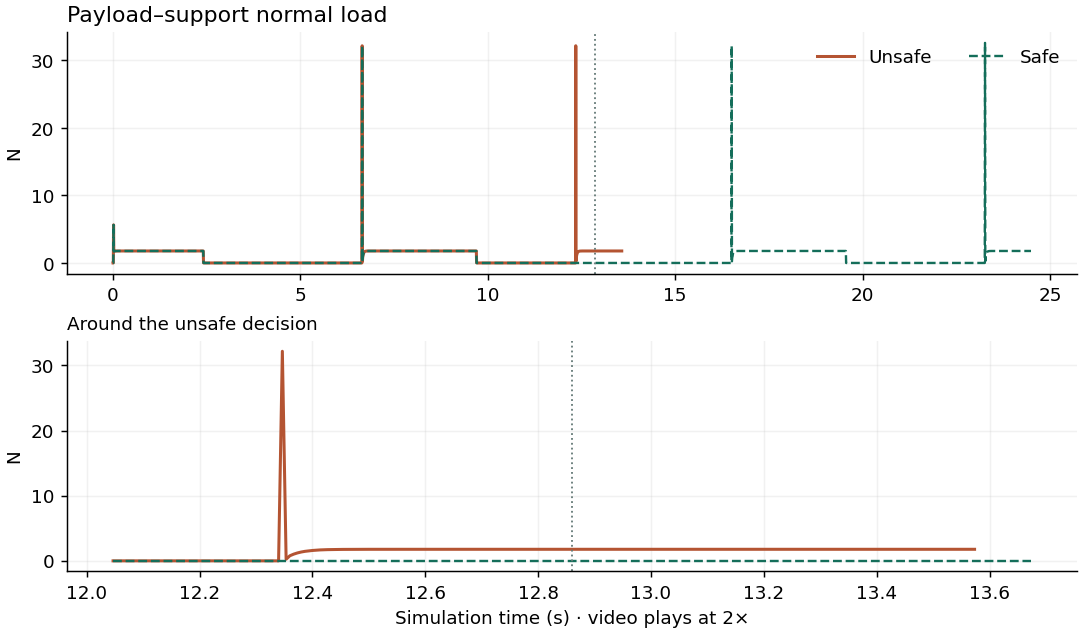 Payload–support normal load
Unsafe
Safe
30
20
10
0
N
0 5 10 15 20 25
Around the unsafe decision
30
20
10
0
N
12.0 12.2 12.4 12.6 12.8 13.0 13.2 13.4 13.6
Simulation time (s) · video plays at 2×